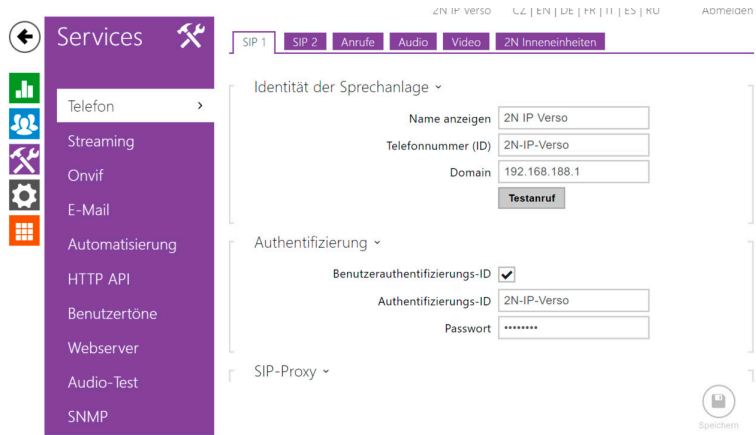 2N IP Verso CZ | EN | DE | FR | IT | ES | RU Abmelden
Services
SIP 1 SIP 2 Anrufe Audio Video 2N Inneneinheiten
Telefon
Streaming
Onvif
E-Mail
Automatisierung
HTTP API
Benutzertöne
Webserver
Audio-Test
SNMP
Identität der Sprechanlage
Name anzeigen 2N IP Verso
Telefonnummer (ID) 2N-IP-Verso
Domain 192.168.188.1
Testanruf
Authentifizierung
Benutzerauthentifizierungs-ID
Authentifizierungs-ID 2N-IP-Verso
Passwort ••••••••
SIP-Proxy
Speichern